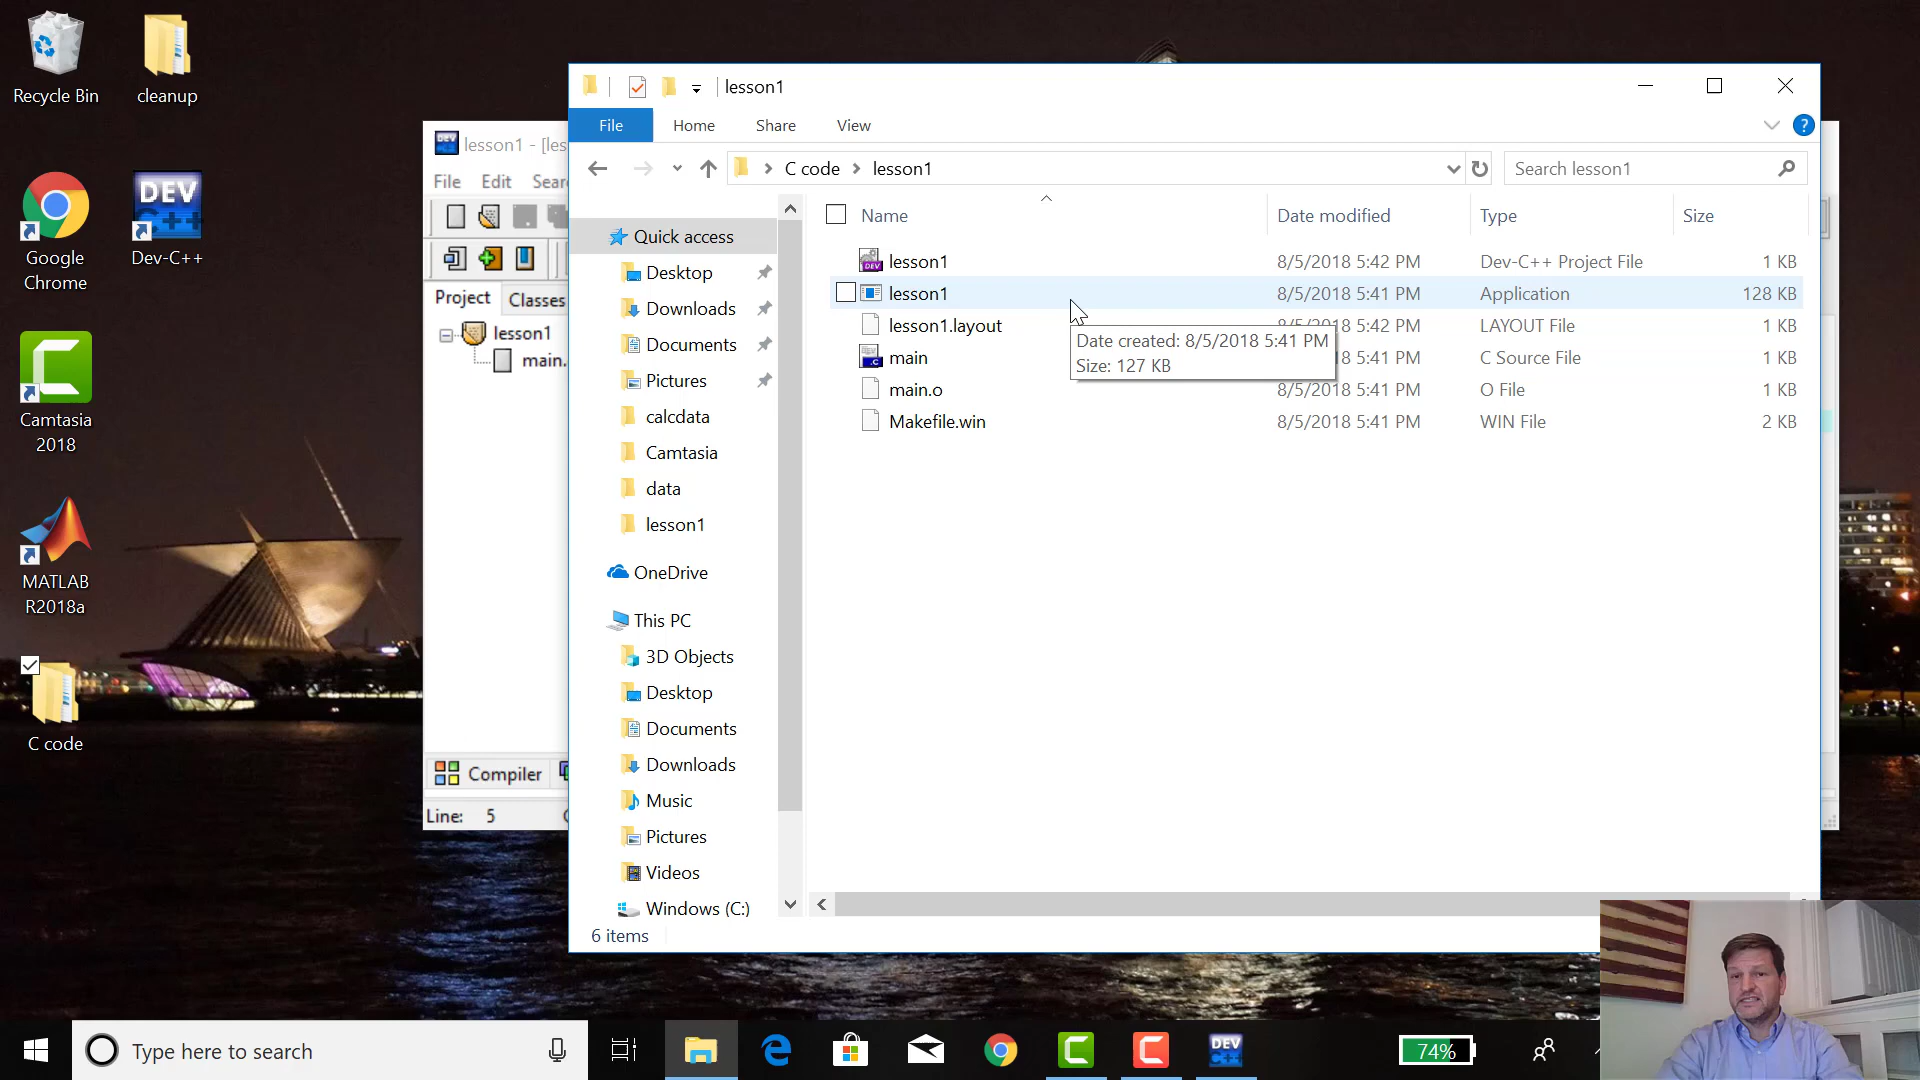 Recycle Bin
cleanup
Google
Chrome
DEV
C++
Dev-C++
Camtasia
2018
MATLAB
R2018a
C code
lesson1 - [les
File Edit Sear
Project Classes
lesson1
main.
Compiler
Line: 5
lesson1
File Home Share View
?
C code lesson1
Search lesson1
Quick access
Desktop
Downloads
Documents
Pictures
calcdata
Camtasia
data
lesson1
OneDrive
This PC
3D Objects
Desktop
Documents
Downloads
Music
Pictures
Videos
Windows (C:)
Name Date modified Type Size
lesson1 8/5/2018 5:42 PM Dev-C++ Project File 1 KB
lesson1 8/5/2018 5:41 PM Application 128 KB
lesson1.layout 8/5/2018 5:42 PM LAYOUT File 1 KB
main 8/5/2018 5:41 PM C Source File 1 KB
main.o 8/5/2018 5:41 PM O File 1 KB
Makefile.win 8/5/2018 5:41 PM WIN File 2 KB
Date created: 8/5/2018 5:41 PM
Size: 127 KB
6 items
Type here to search
DEV
74%